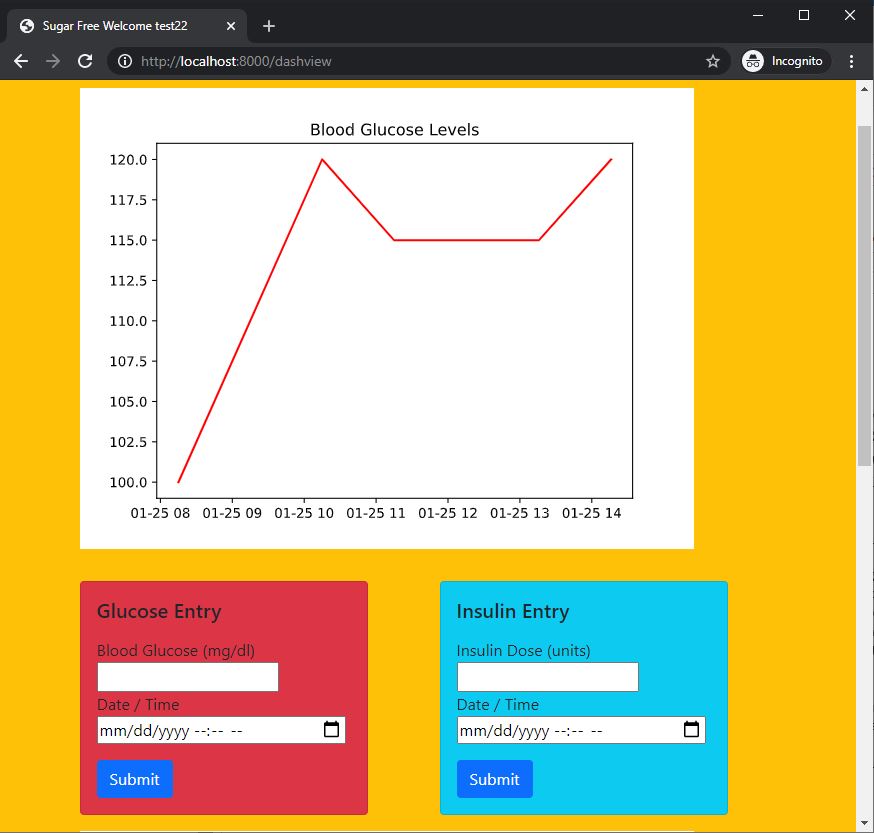 Sugar Free Welcome test22
http://localhost:8000/dashview
Incognito
Blood Glucose Levels
120.0
117.5
115.0
112.5
110.0
107.5
105.0
102.5
100.0
01-25 08 01-25 09 01-25 10 01-25 11 01-25 12 01-25 13 01-25 14
Glucose Entry
Blood Glucose (mg/dl)
Date / Time
mm/dd/yyyy --:-- --
Submit
Insulin Entry
Insulin Dose (units)
Date / Time
mm/dd/yyyy --:-- --
Submit